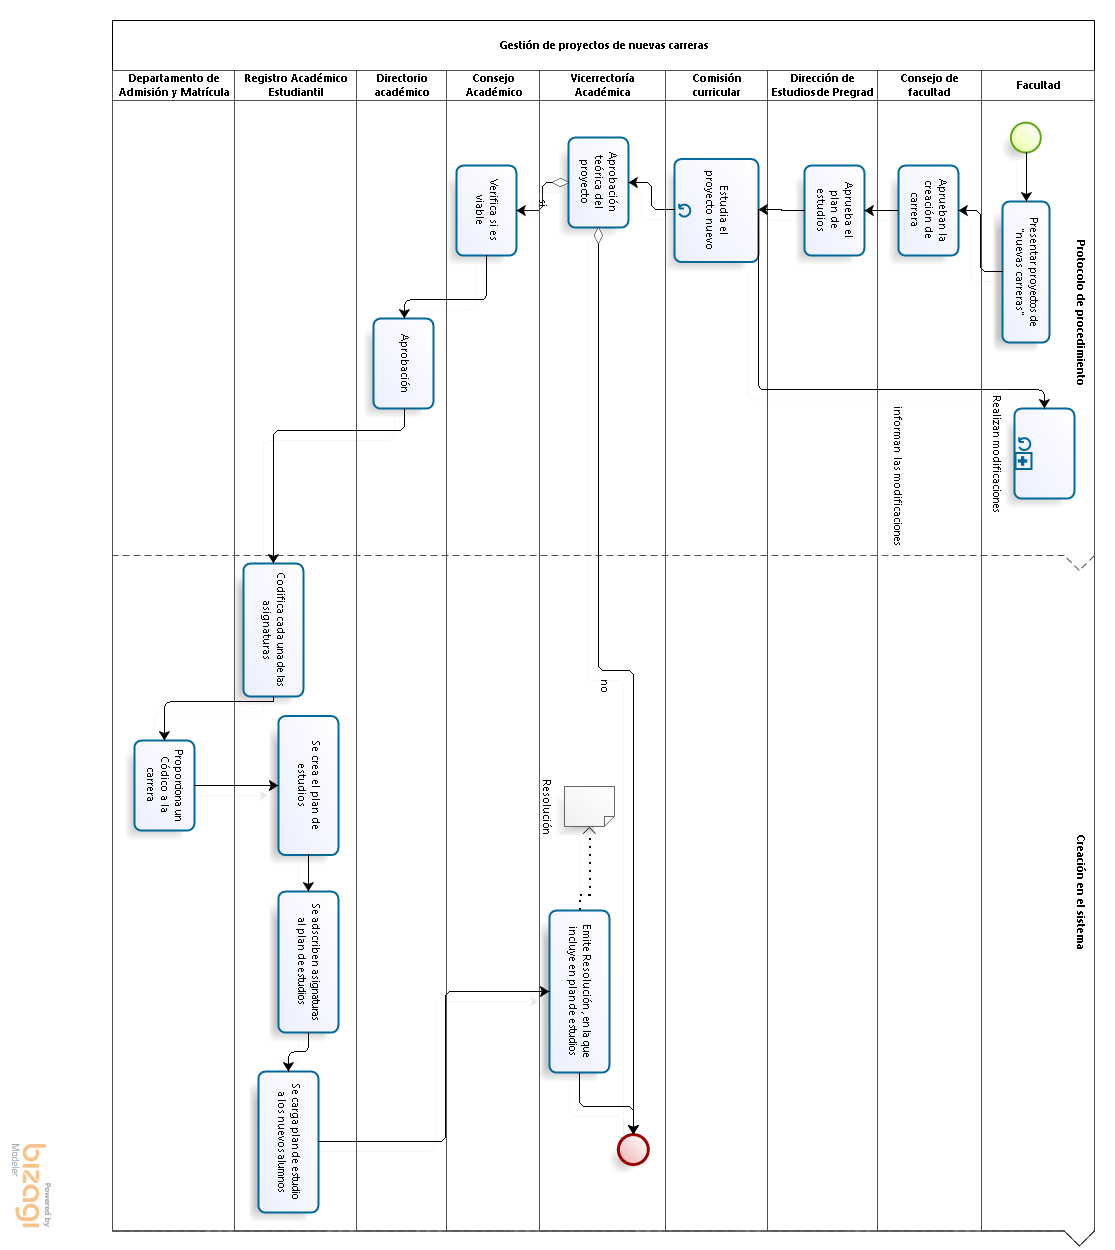 Gestión de proyectos de nuevas carreras
Departamento de
Admisión y Matrícula
Registro Académico
Estudiantil
Directorio
académico
Consejo
Académico
Vicerrectoría
Académica
Comisión
curricular
Dirección de
Estudios de Pregrad
Consejo de
facultad
Facultad
Protocolo de procedimiento
Presentar proyectos de
"nuevas carreras"
Aprueban la
creación de
carrera
Aprueba el
plan de
estudios
Estudia el
proyecto nuevo
Aprobación
teórica del
proyecto
si
Verifica si es
viable
Aprobación
Realizan modificaciones
informan las modificaciones
Creación en el sistema
Codifica cada una de las
asignaturas
no
Proporciona un
Códico a la
carrera
Se crea el plan de
estudios
Resolución
Se adscriben asignaturas
al plan de estudios
Emite Resolución, en la que
incluye en plan de estudios
Se carga plan de estudio
a los nuevos alumnos
Powered by
bizagi
Modeler